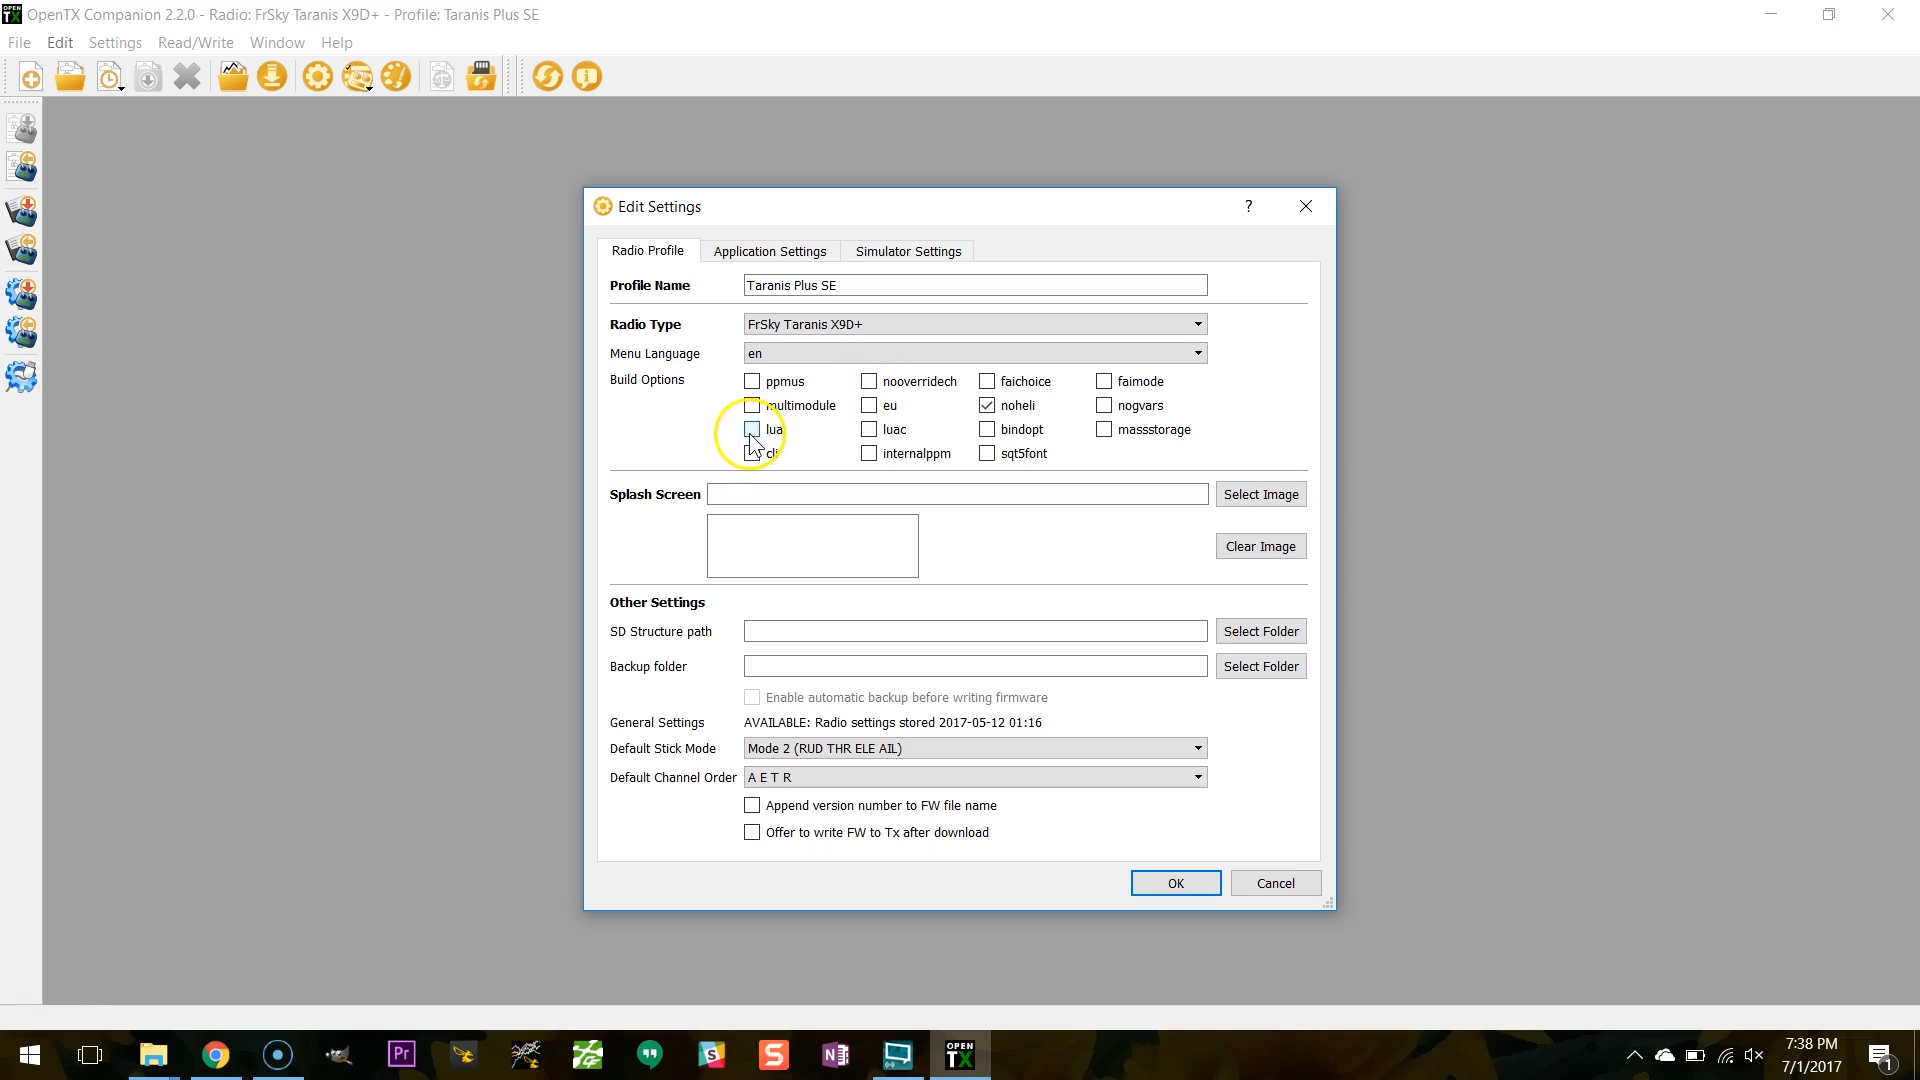 OpenTX Companion 2.2.0 - Radio: FrSky Taranis X9D+ - Profile: Taranis Plus SE
File Edit Settings Read/Write Window Help
Edit Settings
Radio Profile Application Settings Simulator Settings
Profile Name Taranis Plus SE
Radio Type FrSky Taranis X9D+
Menu Language en
Build Options ppmus nooverridech faichoice faimode
multimodule eu noheli nogvars
lua luac bindopt massstorage
cli internalppm sqt5font
Splash Screen Select Image
Clear Image
Other Settings
SD Structure path Select Folder
Backup folder Select Folder
Enable automatic backup before writing firmware
General Settings AVAILABLE: Radio settings stored 2017-05-12 01:16
Default Stick Mode Mode 2 (RUD THR ELE AIL)
Default Channel Order A E T R
Append version number to FW file name
Offer to write FW to Tx after download
OK Cancel
Pr
S
S
N
OPEN
TX
7:38 PM
7/1/2017
1